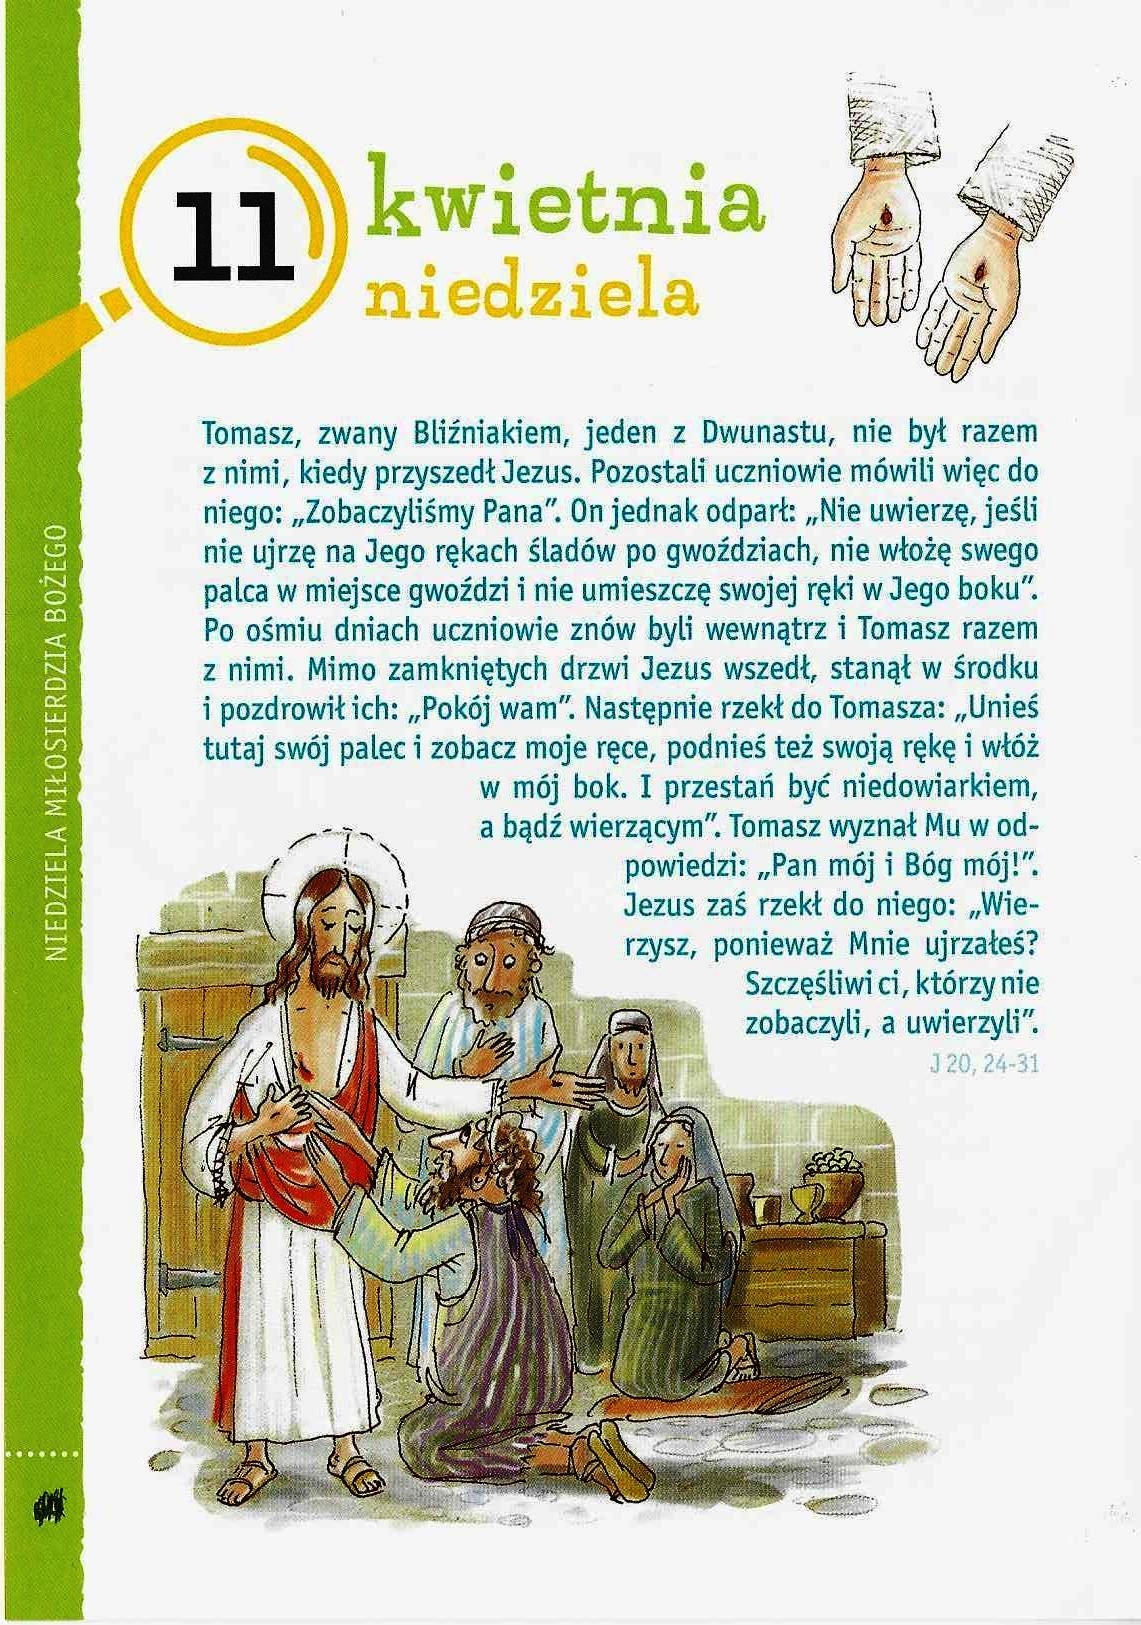 11
kwietnia
niedziela
Tomasz, zwany Bliźniakiem, jeden z Dwunastu, nie był razem
z nimi, kiedy przyszedł Jezus. Pozostali uczniowie mówili więc do
niego: „Zobaczyliśmy Pana”. On jednak odparł: „Nie uwierzę, jeśli
nie ujrzę na Jego rękach śladów po gwoździach, nie włożę swego
palca w miejsce gwoździ i nie umieszczę swojej ręki w Jego boku”.
Po ośmiu dniach uczniowie znów byli wewnątrz i Tomasz razem
z nimi. Mimo zamkniętych drzwi Jezus wszedł, stanął w środku
i pozdrowił ich: „Pokój wam”. Następnie rzekł do Tomasza: „Unieś
tutaj swój palec i zobacz moje ręce, podnieś też swoją rękę i włóż
w mój bok. I przestań być niedowiarkiem,
a bądź wierzącym”. Tomasz wyznał Mu w od-
powiedzi: „Pan mój i Bóg mój!”.
Jezus zaś rzekł do niego: „Wie-
rzysz, ponieważ Mnie ujrzałeś?
Szczęśliwi ci, którzy nie
zobaczyli, a uwierzyli”.
J 20, 24-31
NIEDZIELA MIŁOSIERDZIA BOŻEGO